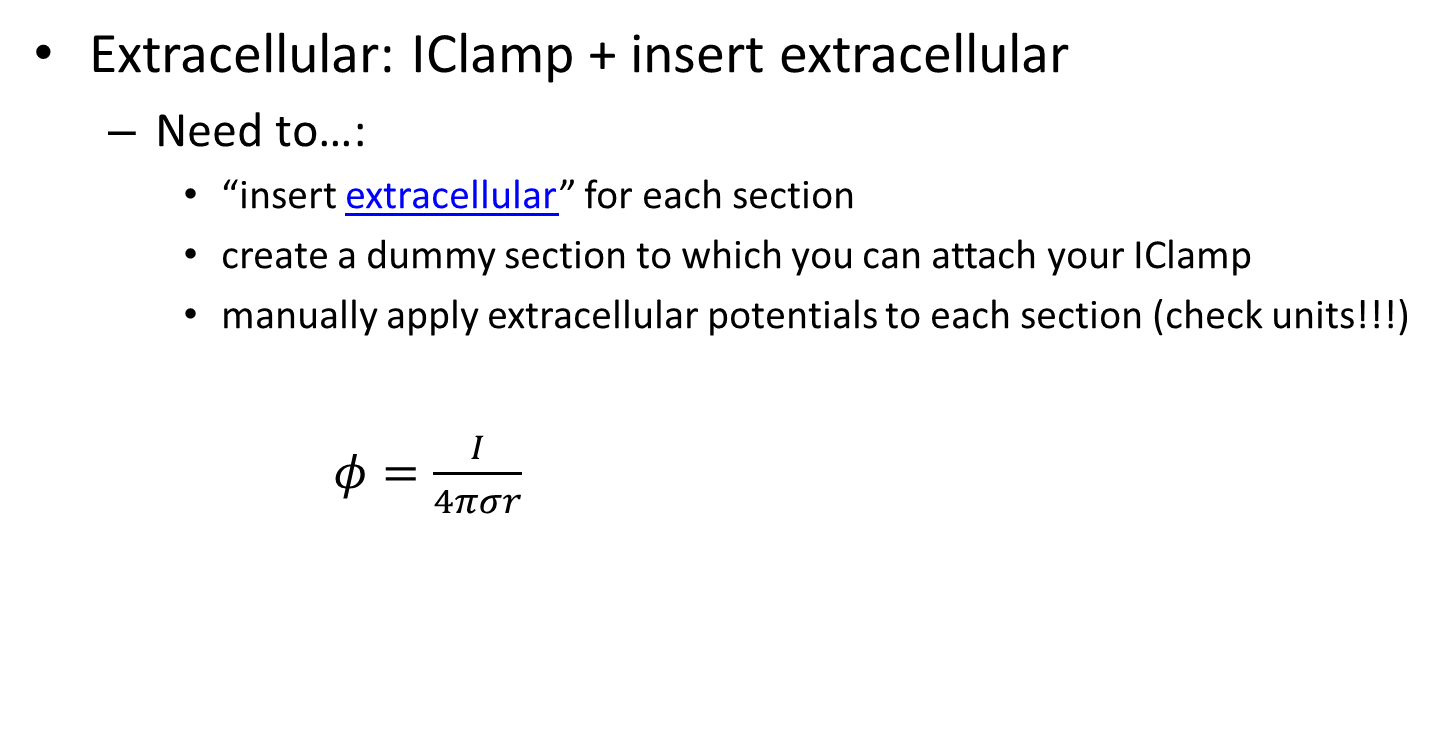 • Extracellular: IClamp + insert extracellular
– Need to…:
• “insert extracellular” for each section
• create a dummy section to which you can attach your IClamp
• manually apply extracellular potentials to each section (check units!!!)
𝜙 = 𝐼 / 4𝜋𝜎𝑟